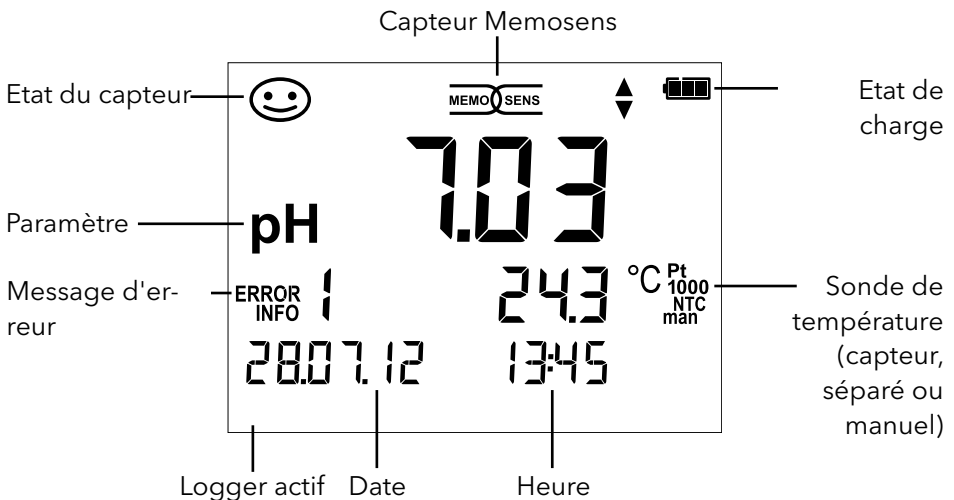 Capteur Memosens
Etat du capteur
MEMO SENS
Etat de
charge
7.03
Paramètre
pH
Message d'er-
reur
ERROR
INFO
1
24.3 °C
Pt
1000
NTC
man
Sonde de
température
(capteur,
séparé ou
manuel)
28.07.12 13:45
Logger actif Date Heure